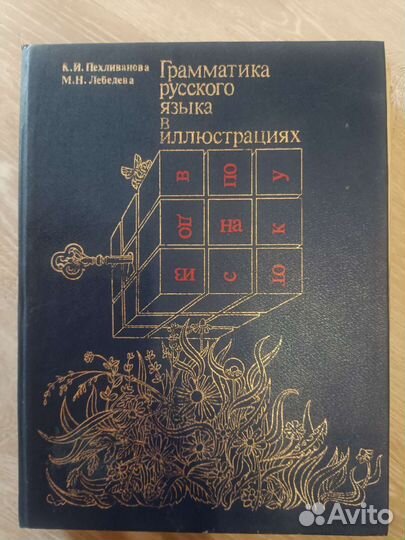 К.И. Пехливанова
М.Н. Лебедева
Грамматика
русского
языка
в
иллюстрациях
в по у
до на к
из с от
Avito